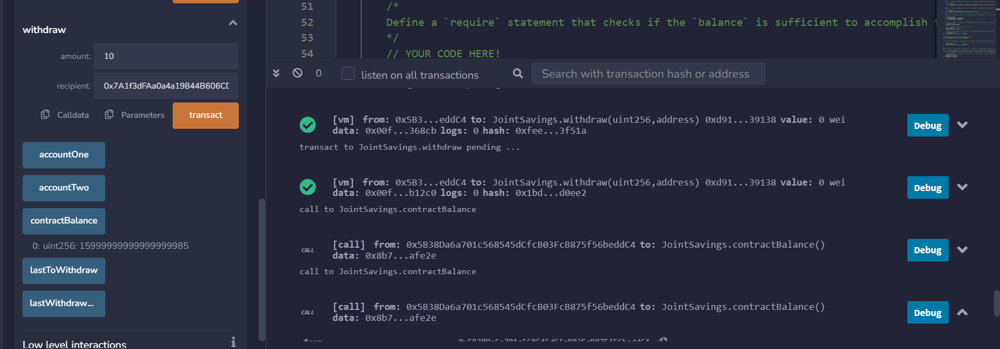 withdraw
amount: 10
recipient: 0x7A1f3dFAa0a4a19844B606CD
Calldata Parameters transact
accountOne
accountTwo
contractBalance
0: uint256: 15999999999999999985
lastToWithdraw
lastWithdraw...
Low level interactions
51 /*
52 Define a `require` statement that checks if the `balance` is sufficient to accomplish
53 */
54 // YOUR CODE HERE!
0 listen on all transactions Search with transaction hash or address
[vm] from: 0x5B3...eddC4 to: JointSavings.withdraw(uint256,address) 0xd91...39138 value: 0 wei
data: 0x00f...368cb logs: 0 hash: 0xfee...3f51a
Debug
transact to JointSavings.withdraw pending ...
[vm] from: 0x5B3...eddC4 to: JointSavings.withdraw(uint256,address) 0xd91...39138 value: 0 wei
data: 0x00f...b12c0 logs: 0 hash: 0x1bd...d0ee2
Debug
call to JointSavings.contractBalance
CALL [call] from: 0x5B38Da6a701c568545dCfcB03FcB875f56beddC4 to: JointSavings.contractBalance()
data: 0x8b7...afe2e
Debug
call to JointSavings.contractBalance
CALL [call] from: 0x5B38Da6a701c568545dCfcB03FcB875f56beddC4 to: JointSavings.contractBalance()
data: 0x8b7...afe2e
Debug
from 0x5B38Da6a701c568545dCfcB03FcB875f56beddC4